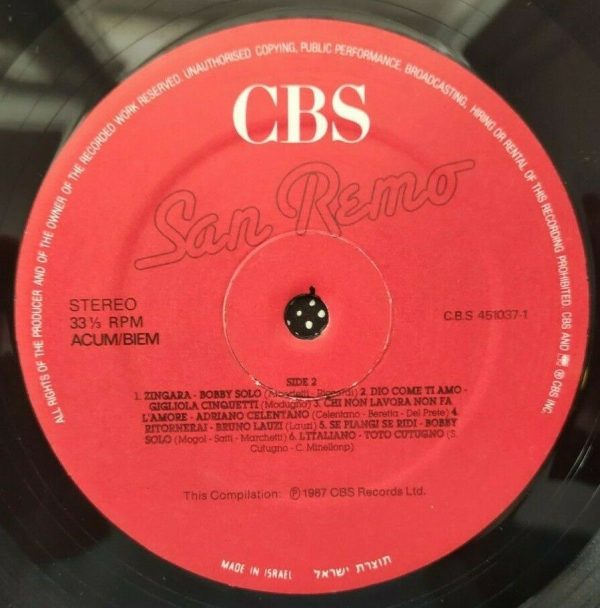 ALL RIGHTS OF THE PRODUCER AND OF THE OWNER OF THE RECORDED WORK RESERVED. UNAUTHORISED COPYING, PUBLIC PERFORMANCE, BROADCASTING, HIRING OR RENTAL OF THIS RECORDING PROHIBITED. CBS AND ℗ CBS INC.
CBS
San Remo
STEREO
33⅓ RPM
ACUM/BIEM
C.B.S 451037-1
SIDE 2
1. ZINGARA - BOBBY SOLO (Mandelli - Riccardi) 2. DIO COME TI AMO -
GIGLIOLA CINQUETTI (Modugno) 3. CHI NON LAVORA NON FA
L'AMORE - ADRIANO CELENTANO (Celentano - Beretta - Del Prete) 4.
RITORNERAI - BRUNO LAUZI (Lauzi) 5. SE PIANGI SE RIDI - BOBBY
SOLO (Mogol - Satti - Marchetti) 6. L'ITALIANO - TOTO CUTUGNO (S.
Cutugno - C. Minellonp)
This Compilation: ℗1987 CBS Records Ltd.
MADE IN ISRAEL תוצרת ישראל